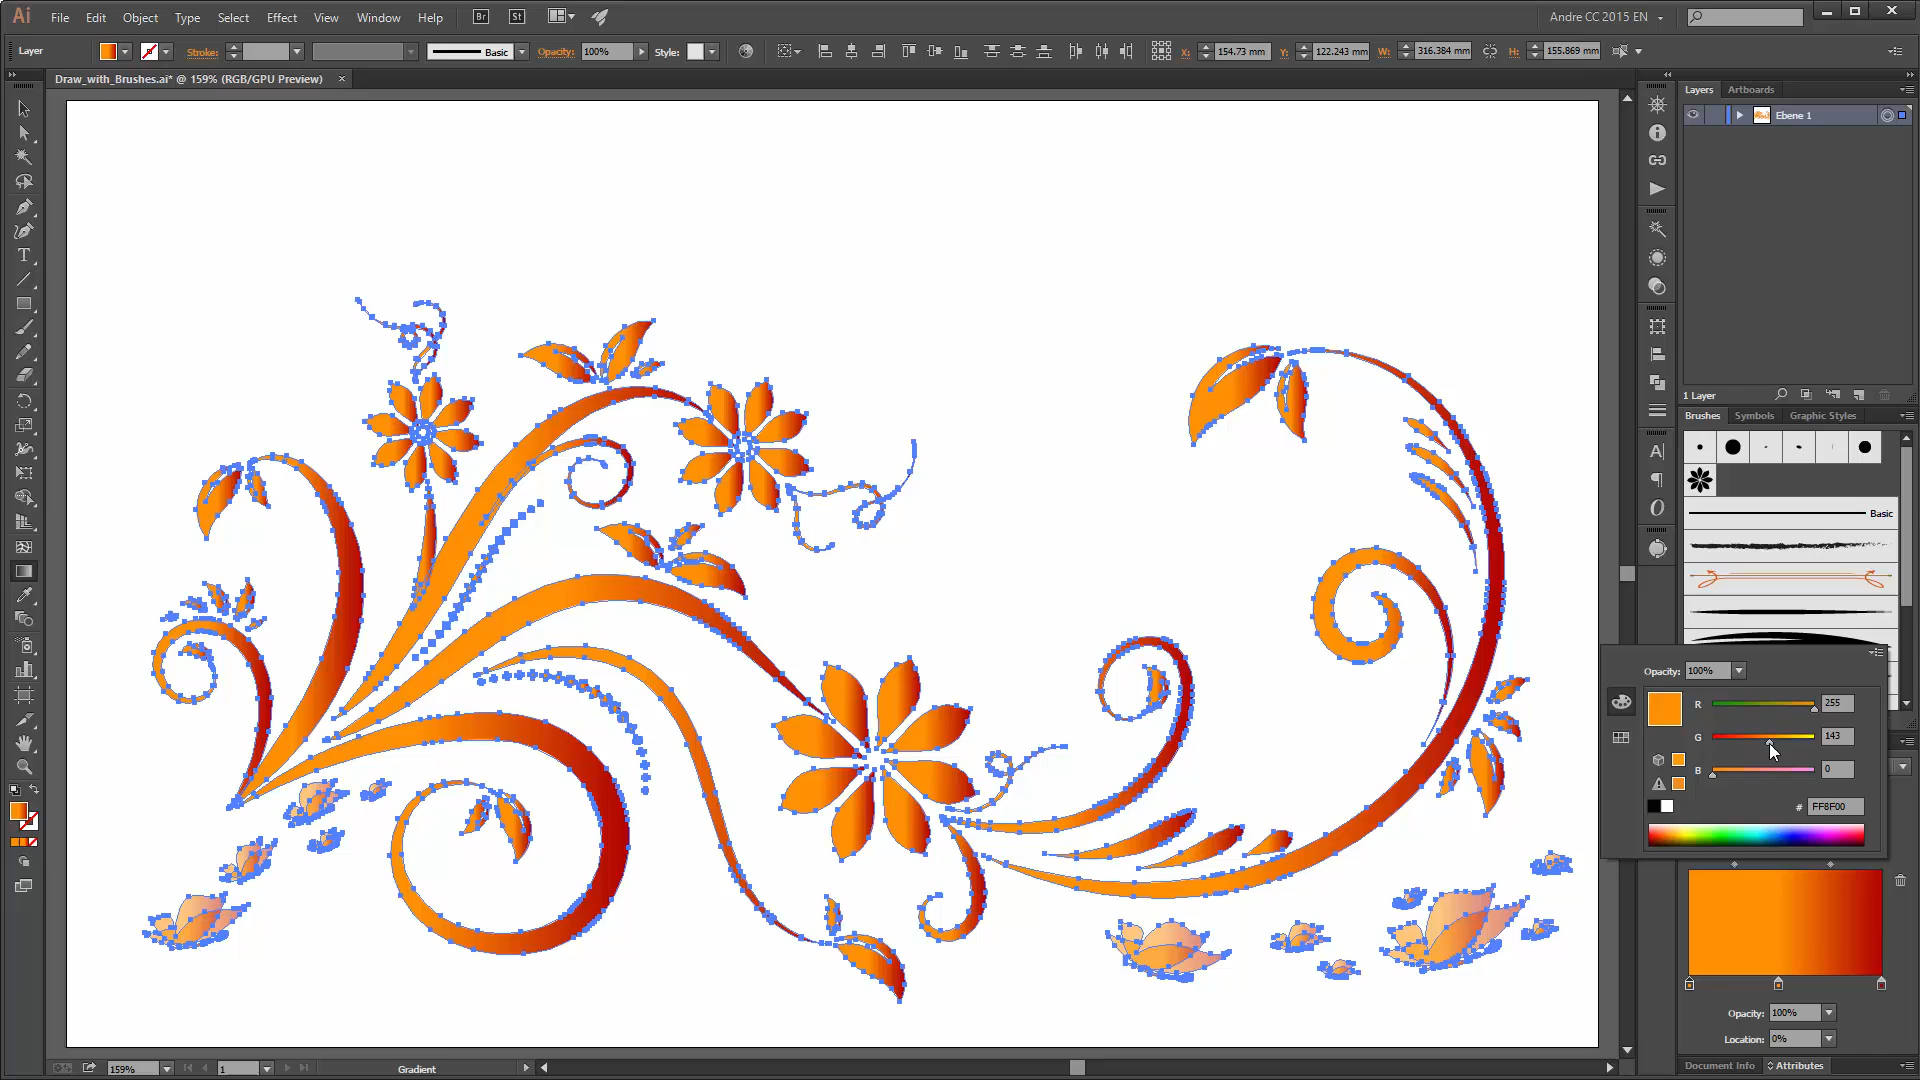 Ai File Edit Object Type Select Effect View Window Help Br St Andre CC 2015 EN
Layer Stroke: Basic Opacity: 100% Style: X: 154.73 mm Y: 122.243 mm W: 316.384 mm H: 155.869 mm
Draw_with_Brushes.ai* @ 159% (RGB/GPU Preview)
Layers Artboards
Ebene 1
1 Layer
Brushes Symbols Graphic Styles
Basic
Opacity: 100%
R 255
G 143
B 0
# FF8F00
Opacity: 100%
Location: 0%
Document Info Attributes
159% 1 Gradient